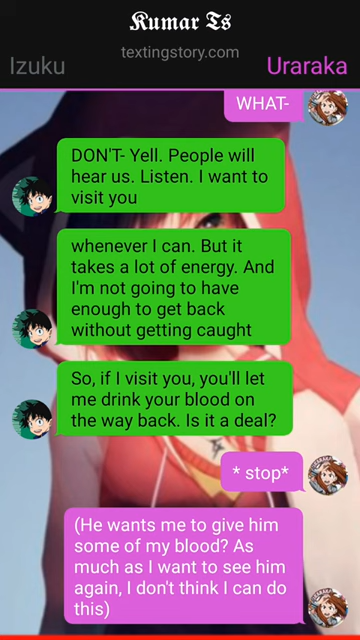 Kumar Ts
textingstory.com
Izuku
Uraraka
WHAT-
DON'T- Yell. People will
hear us. Listen. I want to
visit you
whenever I can. But it
takes a lot of energy. And
I'm not going to have
enough to get back
without getting caught
So, if I visit you, you'll let
me drink your blood on
the way back. Is it a deal?
* stop*
(He wants me to give him
some of my blood? As
much as I want to see him
again, I don't think I can do
this)